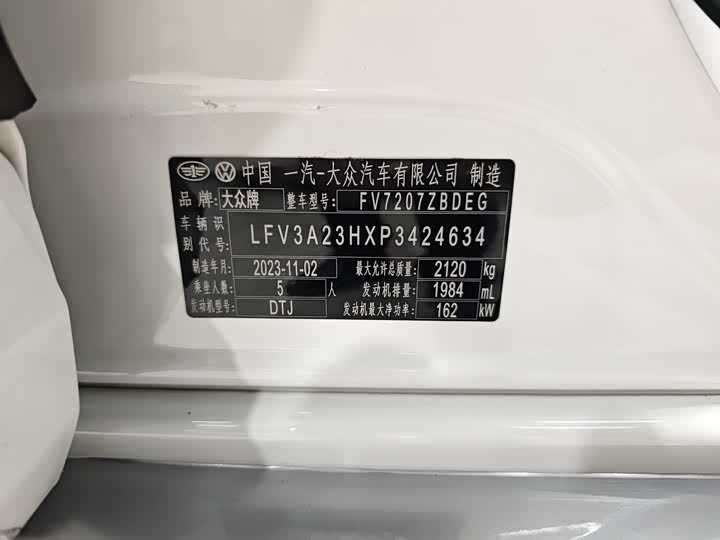 中国 一汽-大众汽车有限公司 制造
品牌: 大众牌 整车型号: FV7207ZBDEG
车辆识别代号: LFV3A23HXP3424634
制造年月: 2023-11-02 最大允许总质量: 2120 kg
乘坐人数: 5 人 发动机排量: 1984 mL
发动机型号: DTJ 发动机最大净功率: 162 kW